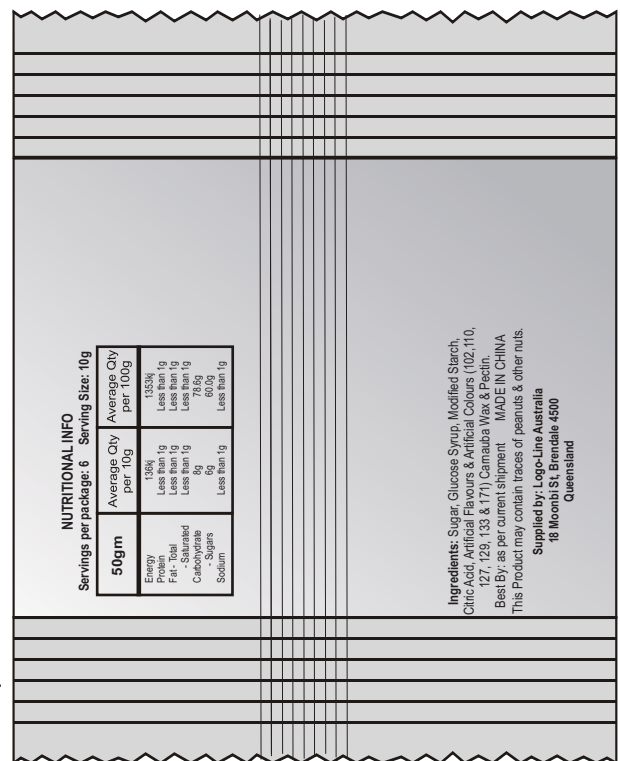 NUTRITIONAL INFO
Servings per package: 6 Serving Size: 10g
50gm Average Qty per 10g Average Qty per 100g
Energy 136kj 1353kj
Protein Less than 1g Less than 1g
Fat - Total Less than 1g Less than 1g
- Saturated Less than 1g Less than 1g
Carbohydrate 8g 78.6g
- Sugars 6g 60.0g
Sodium Less than 1g Less than 1g
Ingredients: Sugar, Glucose Syrup, Modified Starch,
Citric Acid, Artificial Flavours & Artificial Colours (102,110,
127, 129, 133 & 171) Carnauba Wax & Pectin.
Best By: as per current shipment MADE IN CHINA
This Product may contain traces of peanuts & other nuts.
Supplied by: Logo-Line Australia
18 Moonbi St, Brendale 4500
Queensland